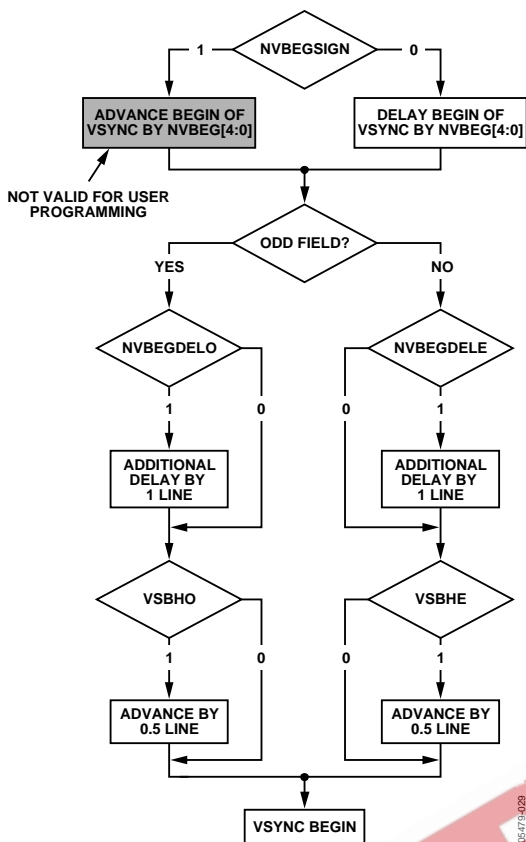 NVBEGSIGN
1
0
ADVANCE BEGIN OF
VSYNC BY NVBEG[4:0]
DELAY BEGIN OF
VSYNC BY NVBEG[4:0]
NOT VALID FOR USER
PROGRAMMING
ODD FIELD?
YES
NO
NVBEGDELO
NVBEGDELE
1
0
0
1
ADDITIONAL
DELAY BY
1 LINE
ADDITIONAL
DELAY BY
1 LINE
VSBHO
VSBHE
1
0
0
1
ADVANCE BY
0.5 LINE
ADVANCE BY
0.5 LINE
VSYNC BEGIN
05479-029